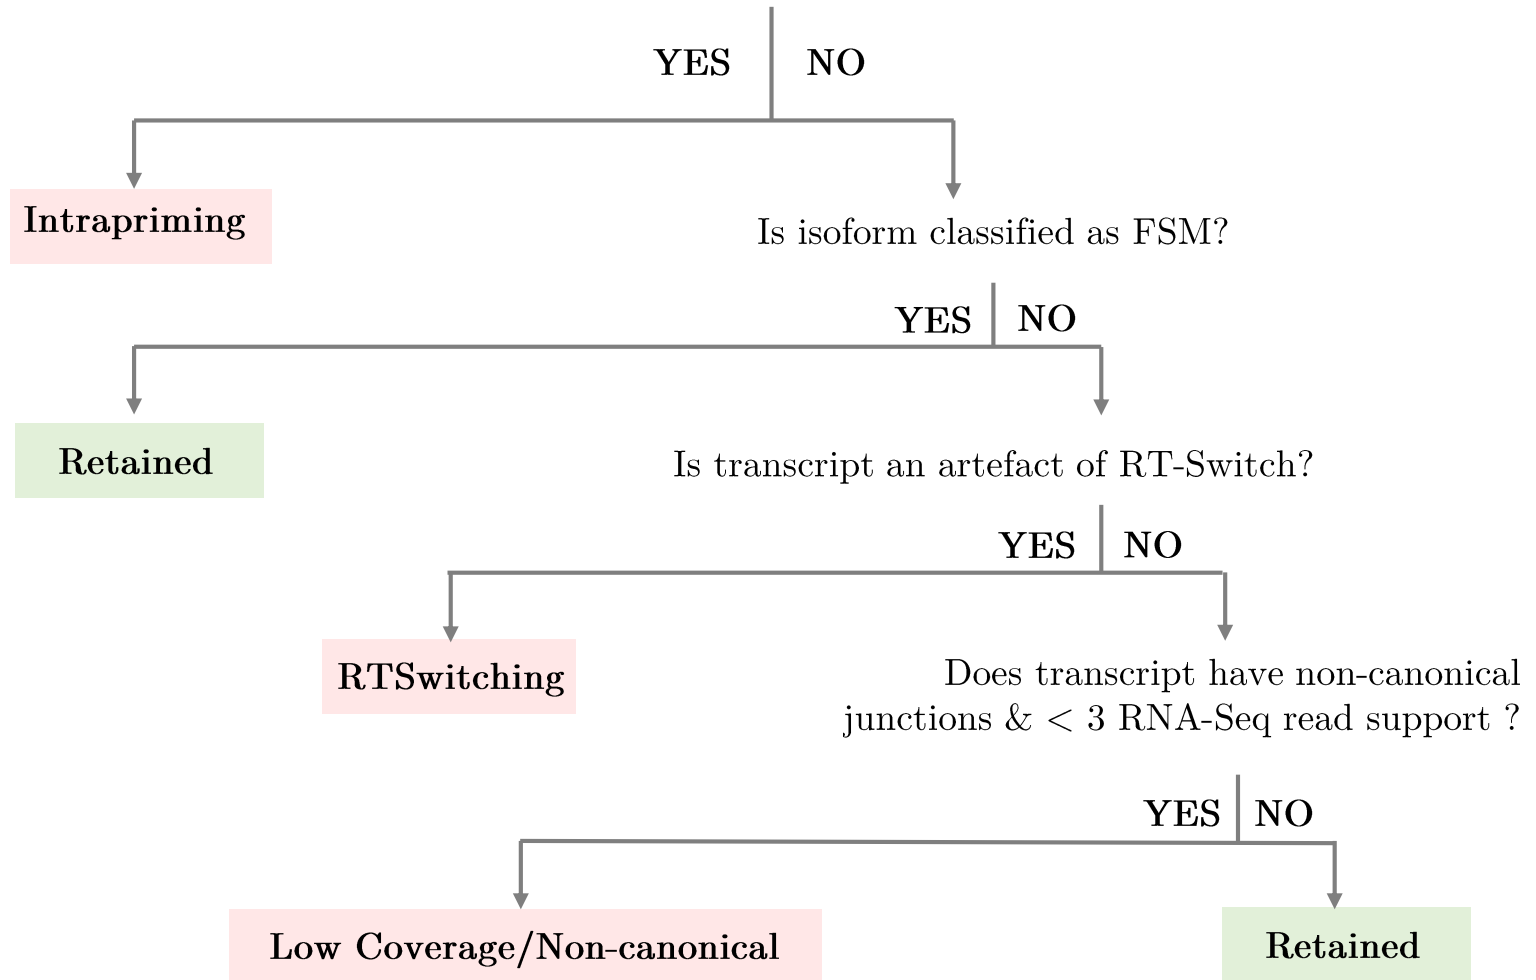 YES NO
Intrapriming
Is isoform classified as FSM?
YES NO
Retained
Is transcript an artefact of RT-Switch?
YES NO
RTSwitching
Does transcript have non-canonical
junctions & < 3 RNA-Seq read support ?
YES NO
Low Coverage/Non-canonical
Retained